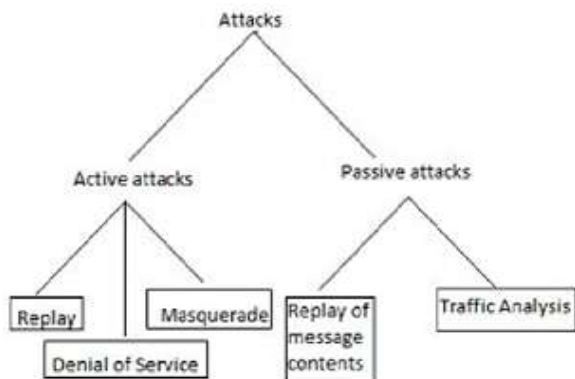 Attacks
Active attacks
Passive attacks
Replay
Denial of Service
Masquerade
Replay of
message
contents
Traffic Analysis